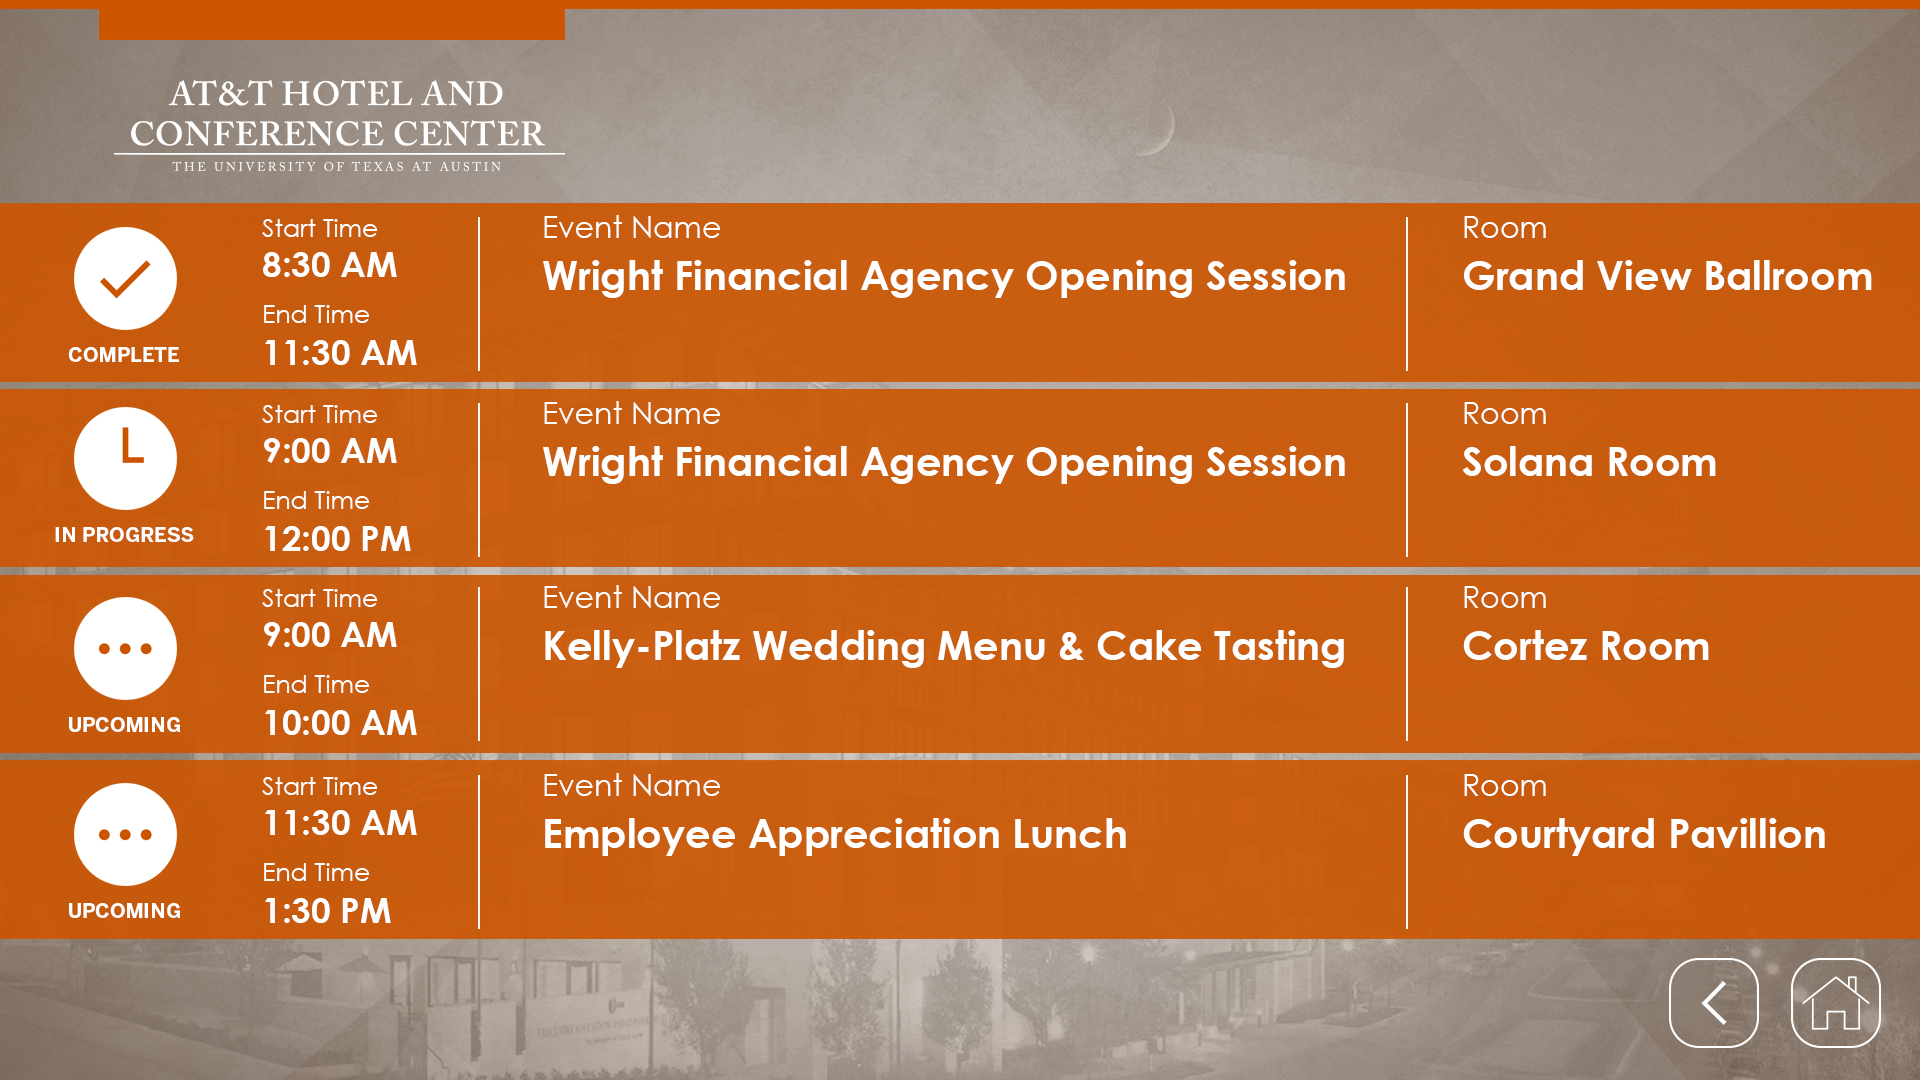 AT&T HOTEL AND
CONFERENCE CENTER
THE UNIVERSITY OF TEXAS AT AUSTIN
COMPLETE
Start Time
8:30 AM
End Time
11:30 AM
Event Name
Wright Financial Agency Opening Session
Room
Grand View Ballroom
IN PROGRESS
Start Time
9:00 AM
End Time
12:00 PM
Event Name
Wright Financial Agency Opening Session
Room
Solana Room
UPCOMING
Start Time
9:00 AM
End Time
10:00 AM
Event Name
Kelly-Platz Wedding Menu & Cake Tasting
Room
Cortez Room
UPCOMING
Start Time
11:30 AM
End Time
1:30 PM
Event Name
Employee Appreciation Lunch
Room
Courtyard Pavillion